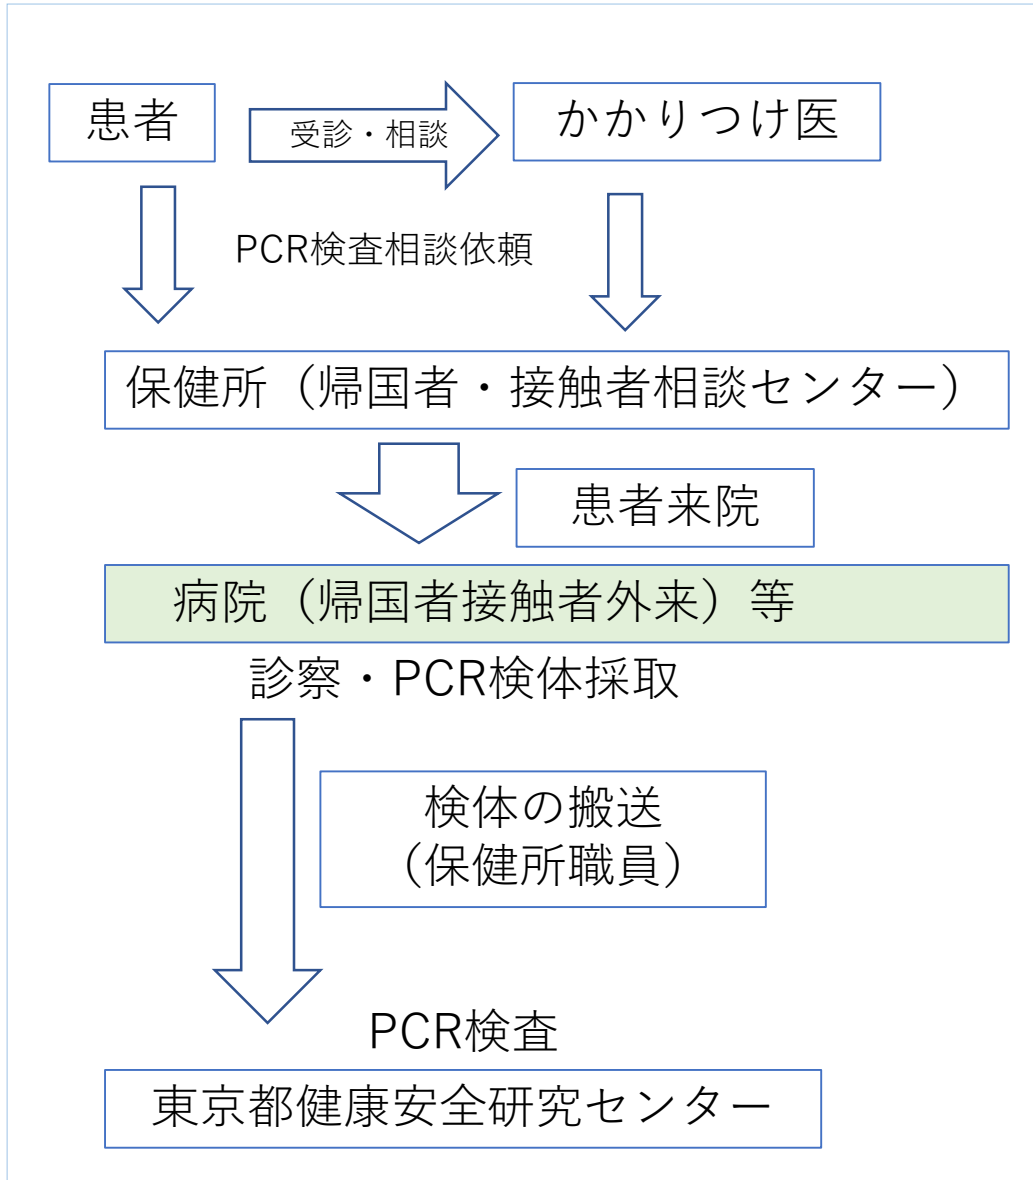 患者
受診・相談
かかりつけ医
PCR検査相談依頼
保健所（帰国者・接触者相談センター）
患者来院
病院（帰国者接触者外来）等
診察・PCR検体採取
検体の搬送
（保健所職員）
PCR検査
東京都健康安全研究センター